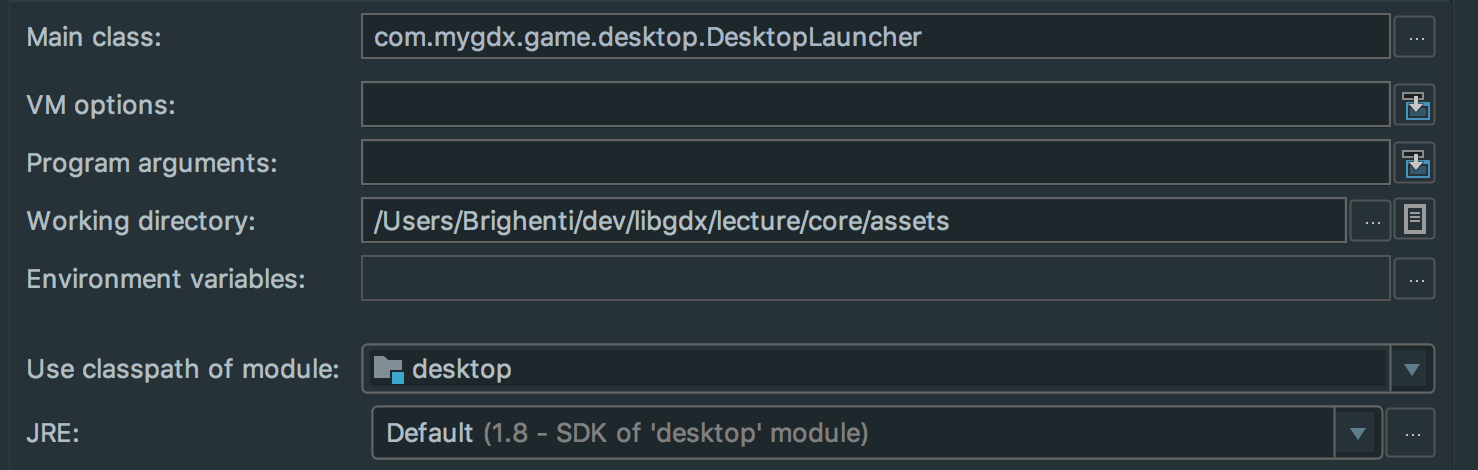 Main class: com.mygdx.game.desktop.DesktopLauncher ...
VM options:
Program arguments:
Working directory: /Users/Brighenti/dev/libgdx/lecture/core/assets ...
Environment variables: ...
Use classpath of module: desktop
JRE: Default (1.8 - SDK of 'desktop' module) ...